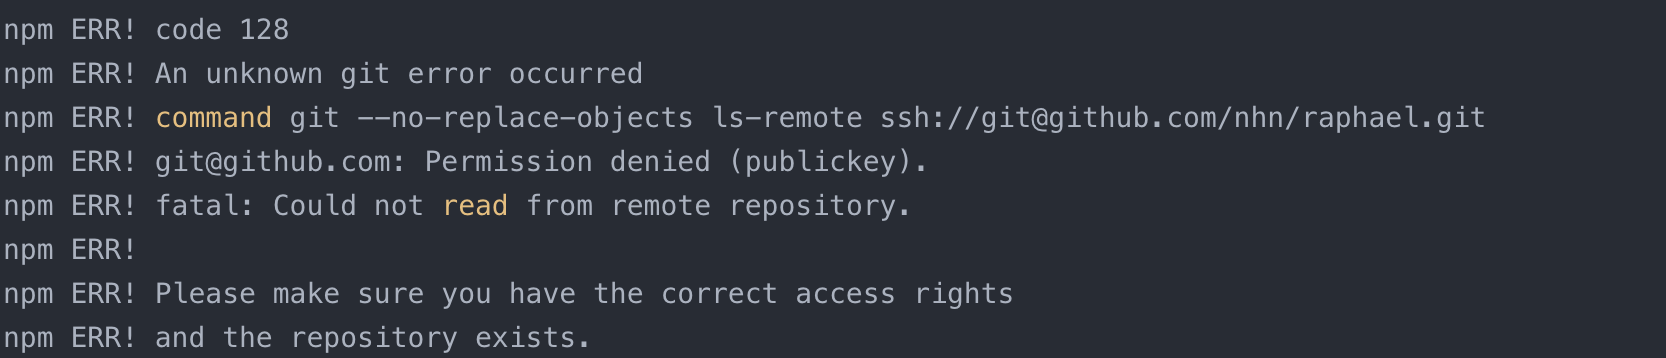 npm ERR! code 128
npm ERR! An unknown git error occurred
npm ERR! command git --no-replace-objects ls-remote ssh://git@github.com/nhn/raphael.git
npm ERR! git@github.com: Permission denied (publickey).
npm ERR! fatal: Could not read from remote repository.
npm ERR!
npm ERR! Please make sure you have the correct access rights
npm ERR! and the repository exists.